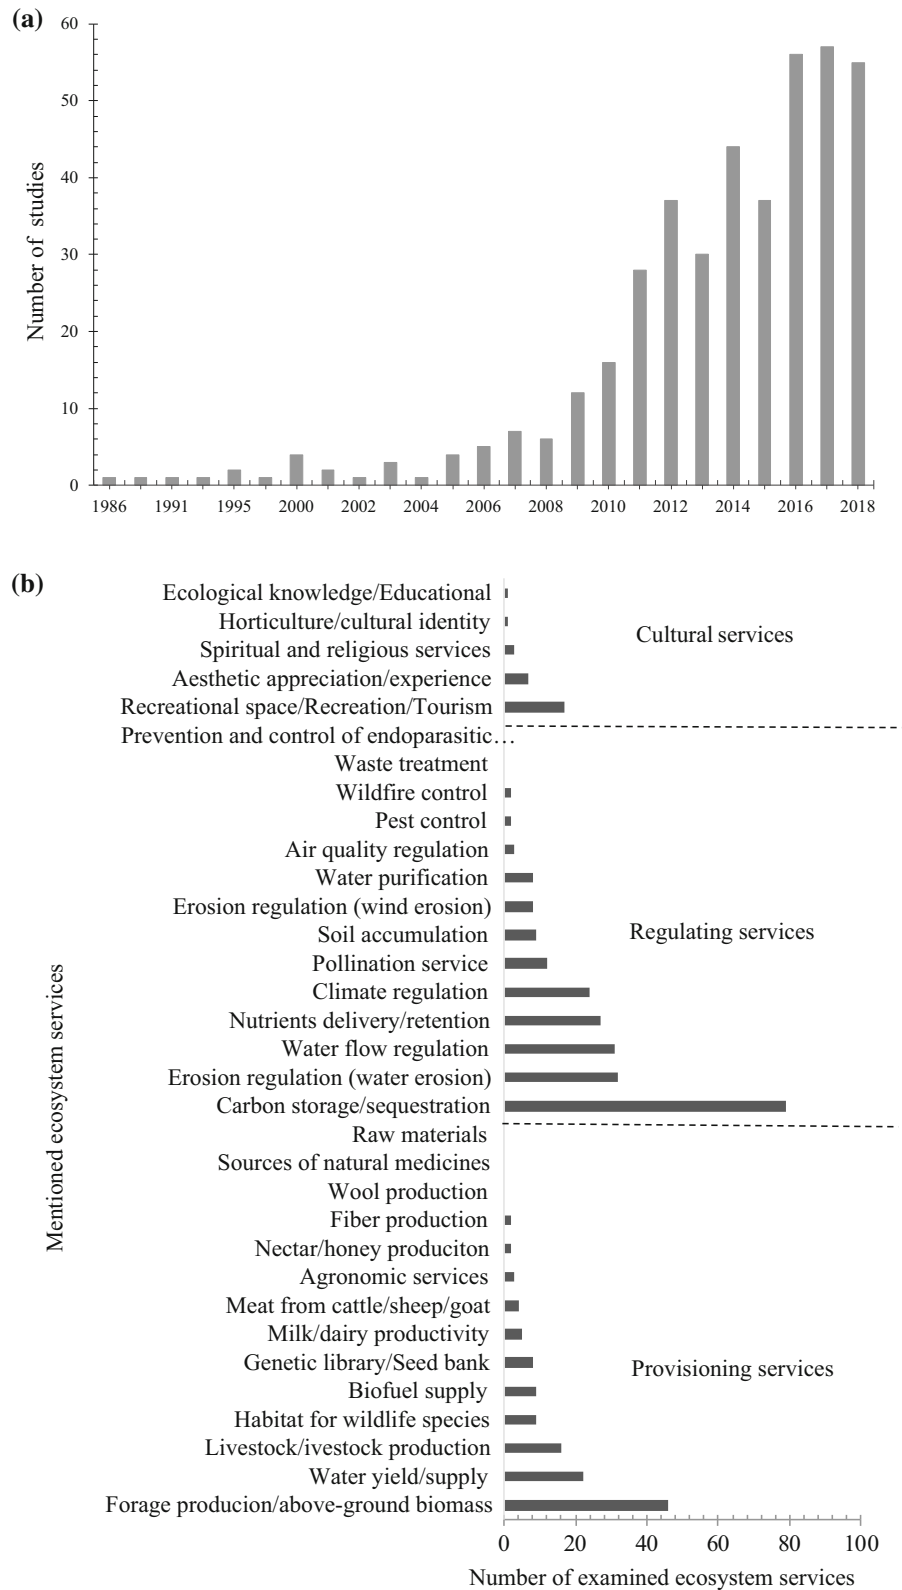 (a)
60
50
40
30
20
10
0
Number of studies
1986 1991 1995 2000 2002 2004 2006 2008 2010 2012 2014 2016 2018
(b)
Mentioned ecosystem services
Ecological knowledge/Educational
Horticulture/cultural identity
Spiritual and religious services
Aesthetic appreciation/experience
Recreational space/Recreation/Tourism
Cultural services
Prevention and control of endoparasitic…
Waste treatment
Wildfire control
Pest control
Air quality regulation
Water purification
Erosion regulation (wind erosion)
Soil accumulation
Pollination service
Climate regulation
Nutrients delivery/retention
Water flow regulation
Erosion regulation (water erosion)
Carbon storage/sequestration
Regulating services
Raw materials
Sources of natural medicines
Wool production
Fiber production
Nectar/honey produciton
Agronomic services
Meat from cattle/sheep/goat
Milk/dairy productivity
Genetic library/Seed bank
Biofuel supply
Habitat for wildlife species
Livestock/ivestock production
Water yield/supply
Forage producion/above-ground biomass
Provisioning services
0 20 40 60 80 100
Number of examined ecosystem services